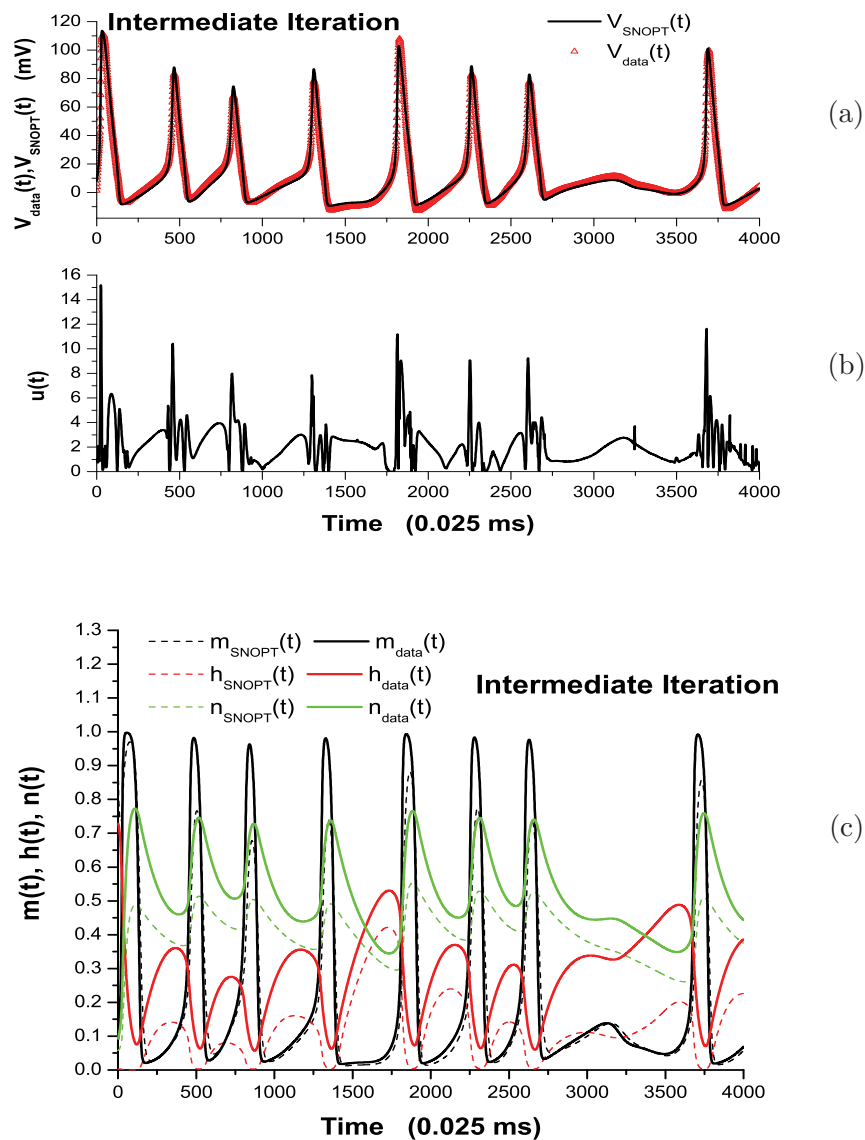 Intermediate Iteration
V_SNOPT(t)
V_data(t)
V_data(t),V_SNOPT(t) (mV)
120
100
80
60
40
20
0
0 500 1000 1500 2000 2500 3000 3500 4000
(a)
u(t)
16
14
12
10
8
6
4
2
0
0 500 1000 1500 2000 2500 3000 3500 4000
Time (0.025 ms)
(b)
m_SNOPT(t) m_data(t)
h_SNOPT(t) h_data(t)
n_SNOPT(t) n_data(t)
Intermediate Iteration
m(t), h(t), n(t)
1.3
1.2
1.1
1.0
0.9
0.8
0.7
0.6
0.5
0.4
0.3
0.2
0.1
0.0
0 500 1000 1500 2000 2500 3000 3500 4000
Time (0.025 ms)
(c)